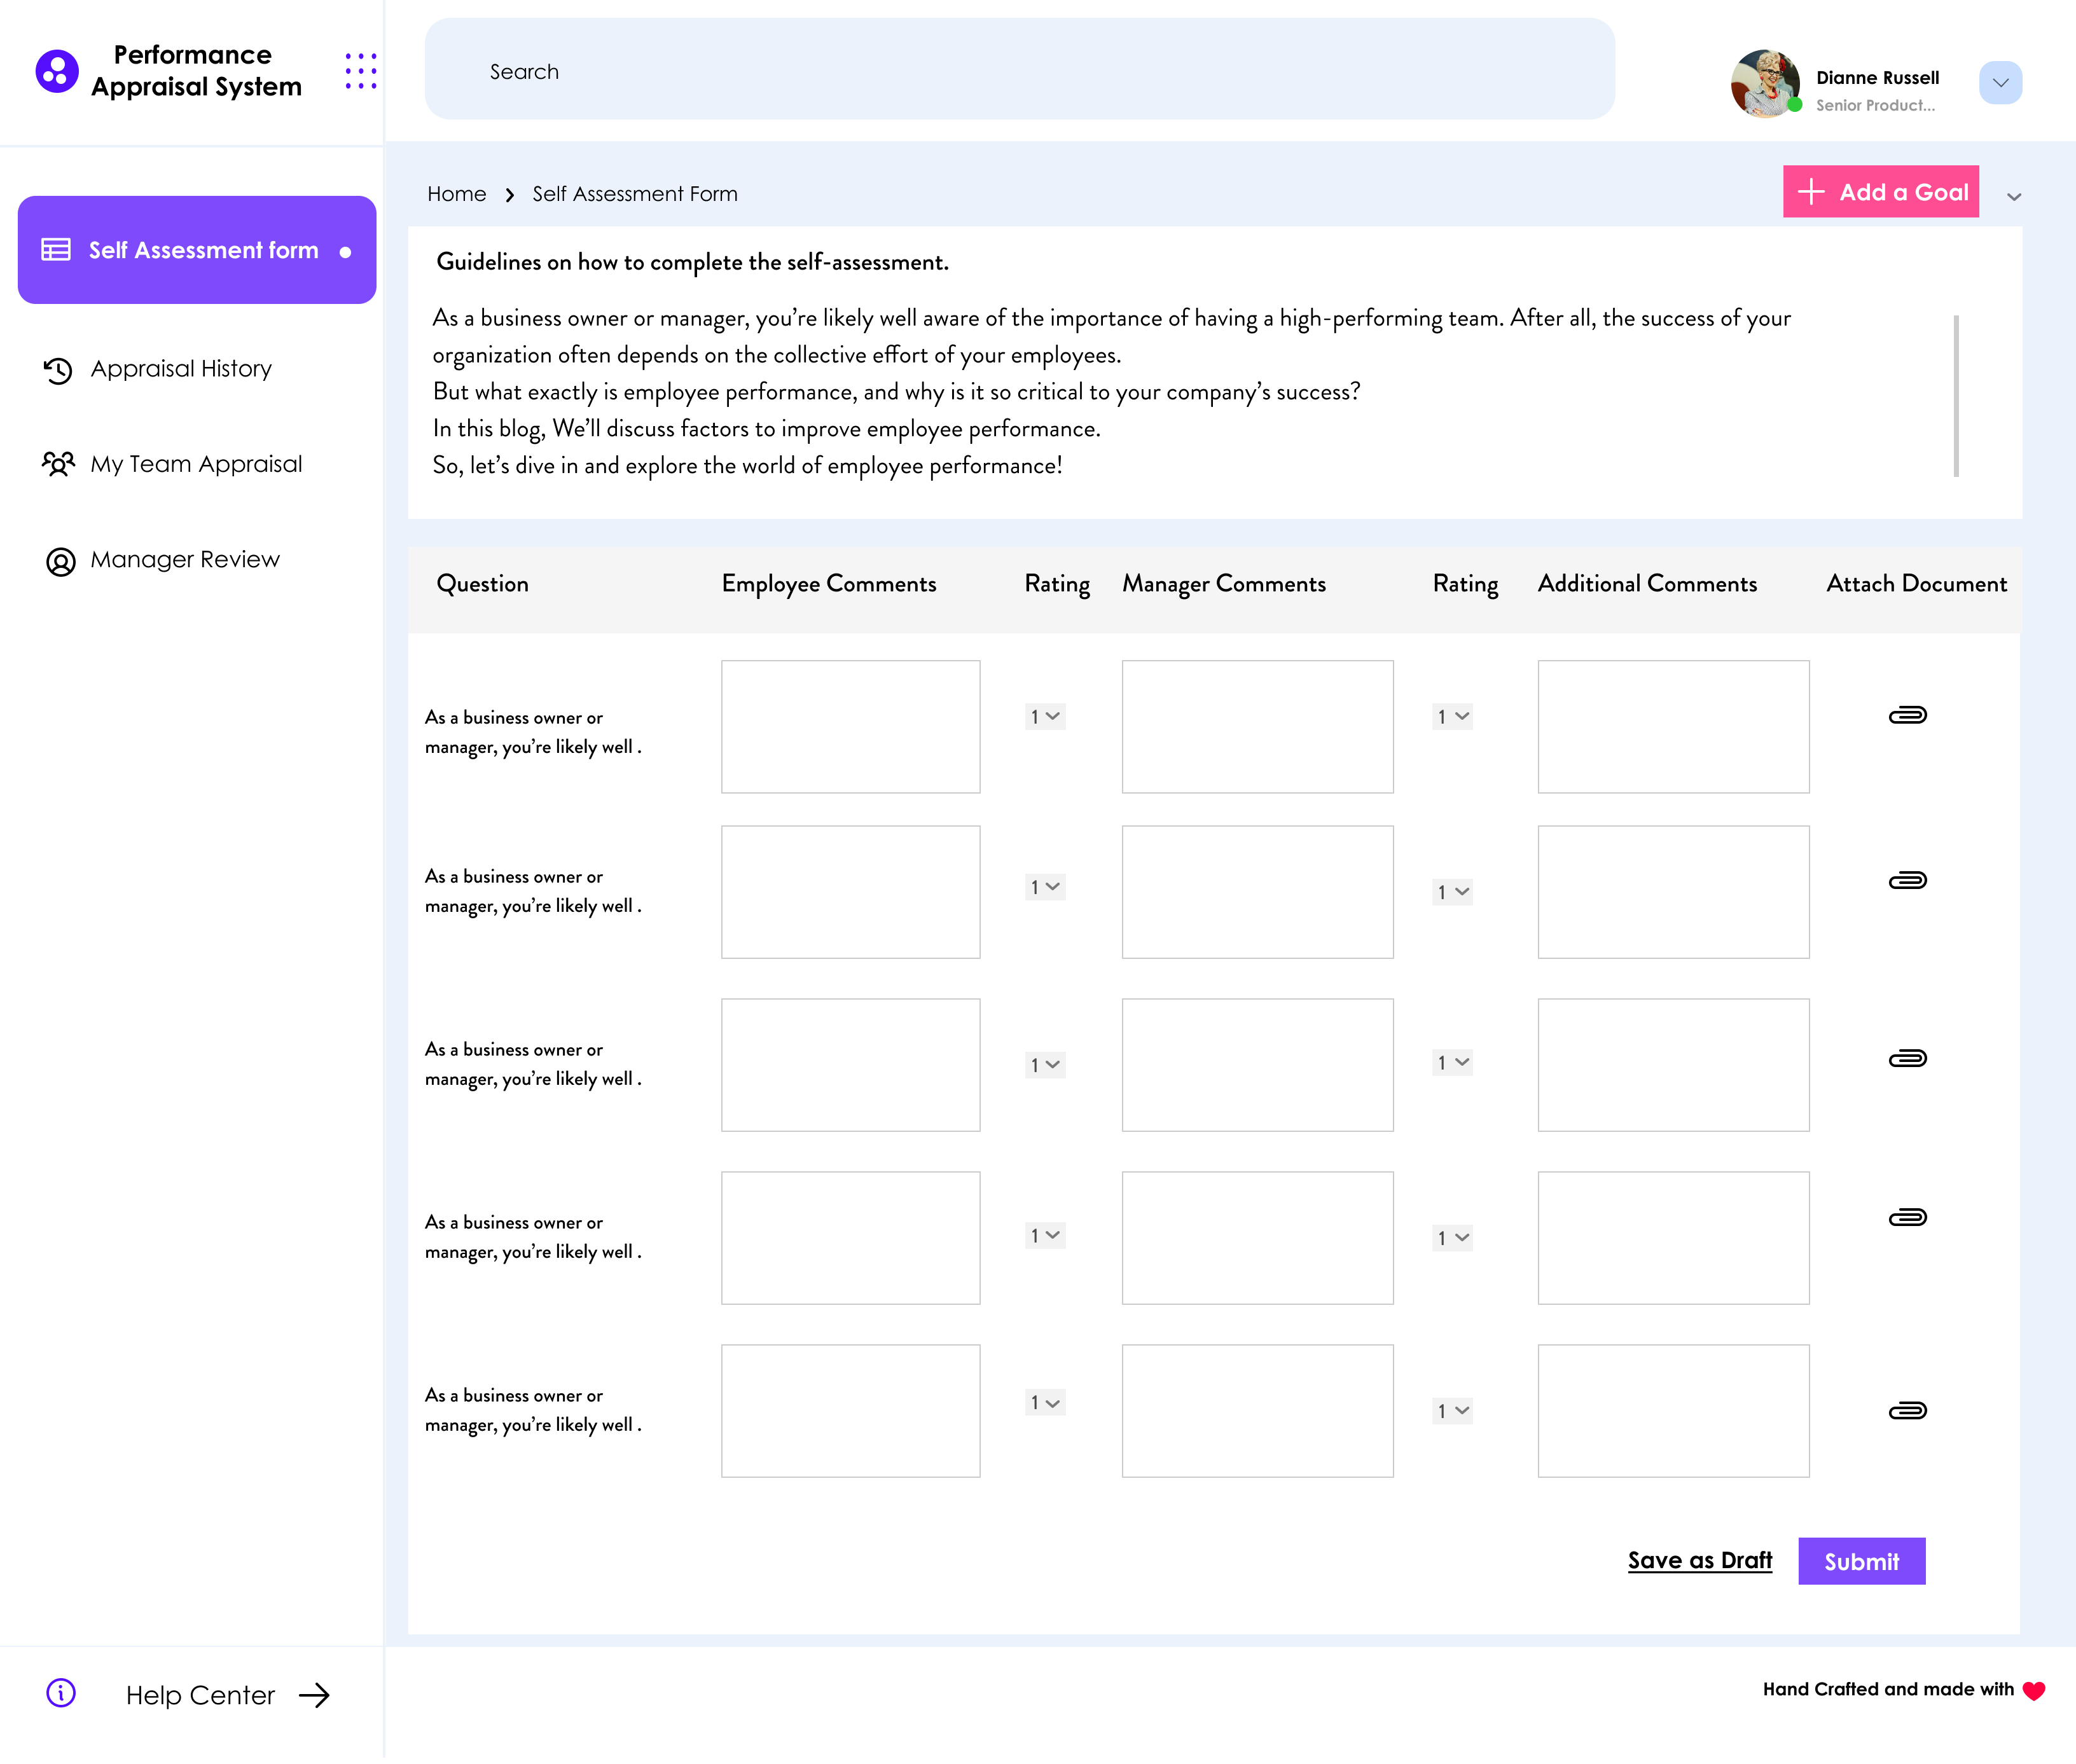 Performance
Appraisal System
Search
Dianne Russell
Senior Product...
Self Assessment form
Appraisal History
My Team Appraisal
Manager Review
Home
Self Assessment Form
Add a Goal
Guidelines on how to complete the self-assessment.
As a business owner or manager, you’re likely well aware of the importance of having a high-performing team. After all, the success of your
organization often depends on the collective effort of your employees.
But what exactly is employee performance, and why is it so critical to your company’s success?
In this blog, We’ll discuss factors to improve employee performance.
So, let’s dive in and explore the world of employee performance!
Question Employee Comments Rating Manager Comments Rating Additional Comments Attach Document
As a business owner or
manager, you’re likely well .
1
1
As a business owner or
manager, you’re likely well .
1
1
As a business owner or
manager, you’re likely well .
1
1
As a business owner or
manager, you’re likely well .
1
1
As a business owner or
manager, you’re likely well .
1
1
Save as Draft
Submit
Help Center
Hand Crafted and made with